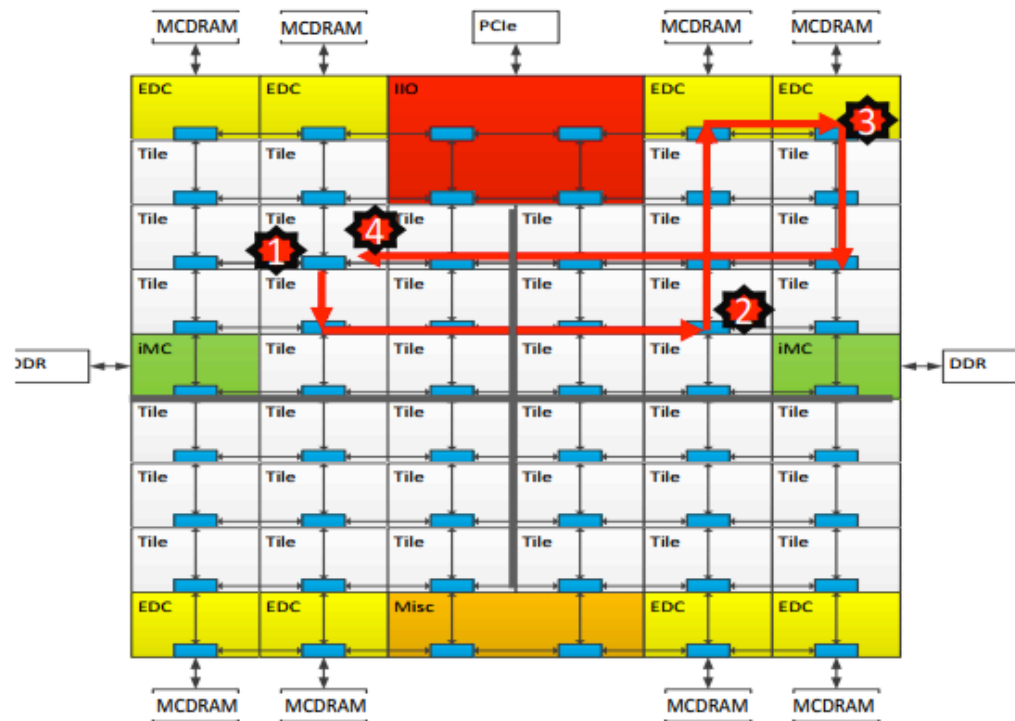 MCDRAM MCDRAM PCIe MCDRAM MCDRAM
EDC EDC IIO EDC EDC
3
Tile Tile Tile Tile
Tile Tile Tile Tile Tile Tile
1 4
Tile Tile Tile Tile Tile Tile
2
iMC Tile Tile Tile Tile iMC
DDR DDR
Tile Tile Tile Tile Tile Tile
Tile Tile Tile Tile Tile Tile
Tile Tile Tile Tile Tile Tile
EDC EDC Misc EDC EDC
MCDRAM MCDRAM MCDRAM MCDRAM